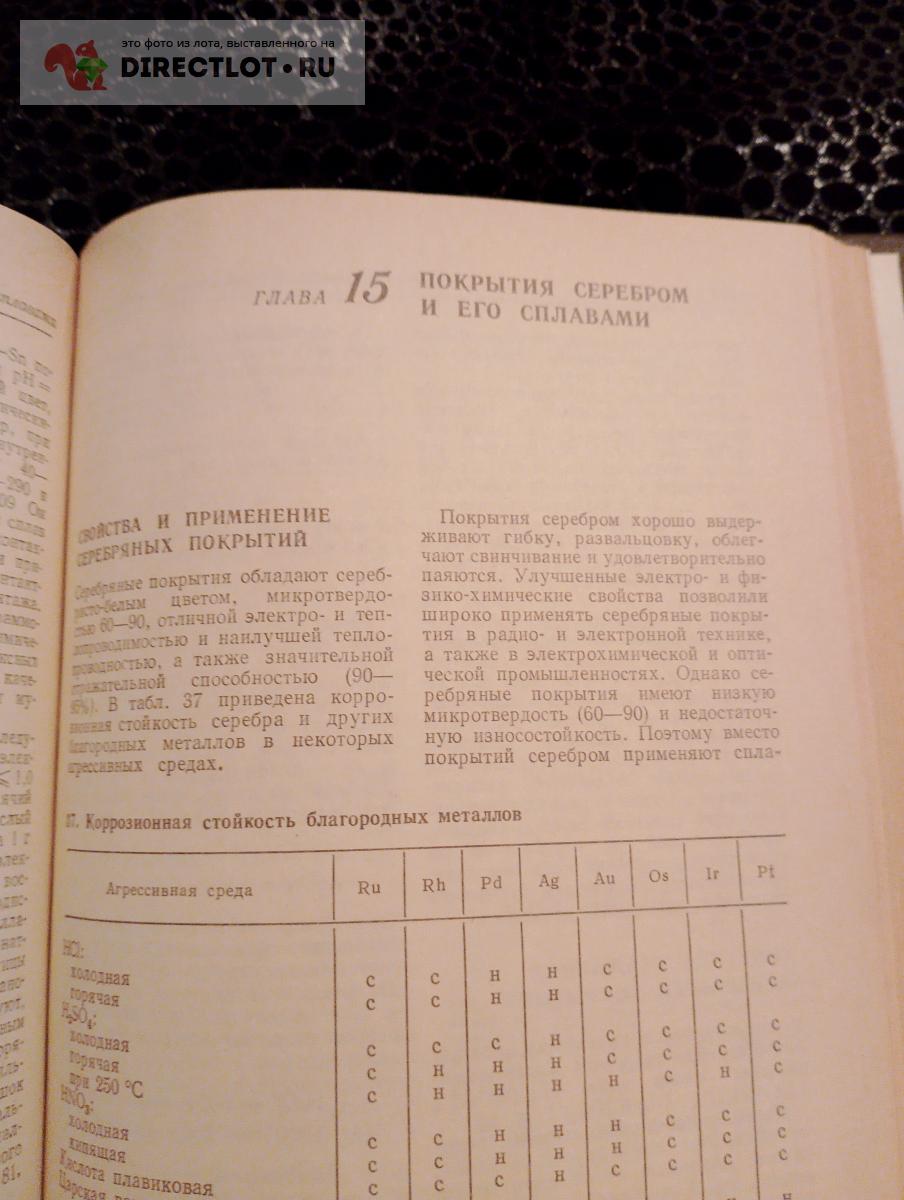 это фото из лота, выставленного на
DIRECTLOT.RU
ГЛАВА 15
ПОКРЫТИЯ СЕРЕБРОМ
И ЕГО СПЛАВАМИ
СВОЙСТВА И ПРИМЕНЕНИЕ
СЕРЕБРЯНЫХ ПОКРЫТИЙ
Серебряные покрытия обладают сереб-
ристо-белым цветом, микротвердо-
стью 60—90, отличной электро- и теп-
лопроводимостью и наилучшей тепло-
проводностью, а также значительной
отражательной способностью (90—
95%). В табл. 37 приведена корро-
зионная стойкость серебра и других
благородных металлов в некоторых
агрессивных средах.
Покрытия серебром хорошо выдер-
живают гибку, развальцовку, облег-
чают свинчивание и удовлетворительно
паяются. Улучшенные электро- и фи-
зико-химические свойства позволили
широко применять серебряные покры-
тия в радио- и электронной технике,
а также в электрохимической и опти-
ческой промышленностях. Однако се-
ребряные покрытия имеют низкую
микротвердость (60—90) и недостаточ-
ную износостойкость. Поэтому вместо
покрытий серебром применяют спла-
37. Коррозионная стойкость благородных металлов
Агрессивная среда Ru Rh Pd Ag Au Os Ir Pt
HCl:
холодная С С Н Н С С С С
горячая С С Н Н С С С С
H₂SO₄:
холодная С С С Н С С С С
горячая С Н Н Н С С С С
при 250 °С С Н Н Н Н С Н С
HNO₃:
холодная С С Н Н Н С С С
кипящая С С Н Н Н С С С
Кислота плавиковая С С С Н С С С С
Царская